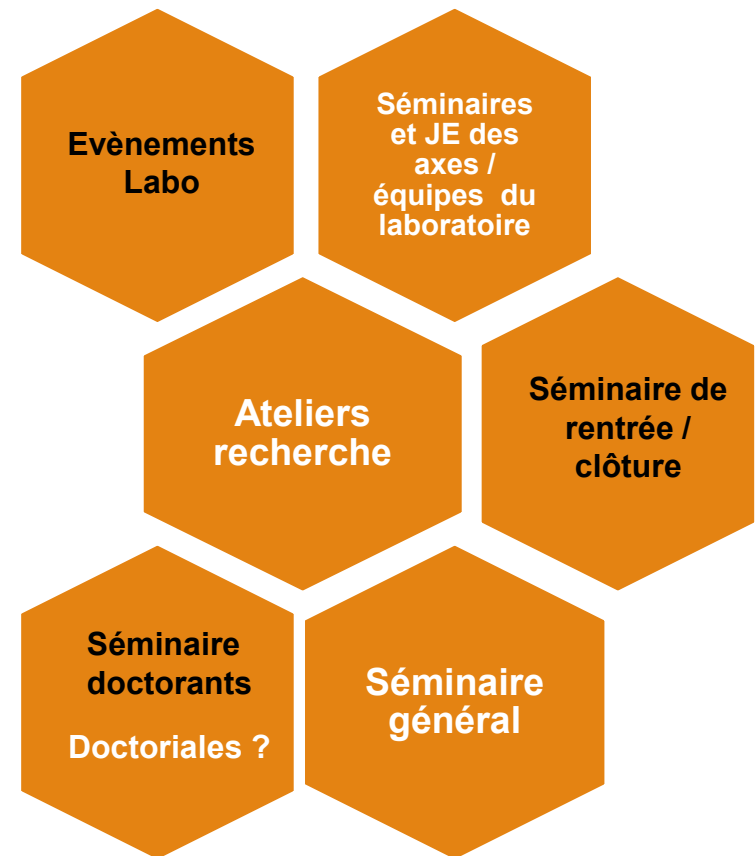 Evènements
Labo
Séminaires
et JE des
axes /
équipes du
laboratoire
Ateliers
recherche
Séminaire de
rentrée /
clôture
Séminaire
doctorants
Doctoriales ?
Séminaire
général